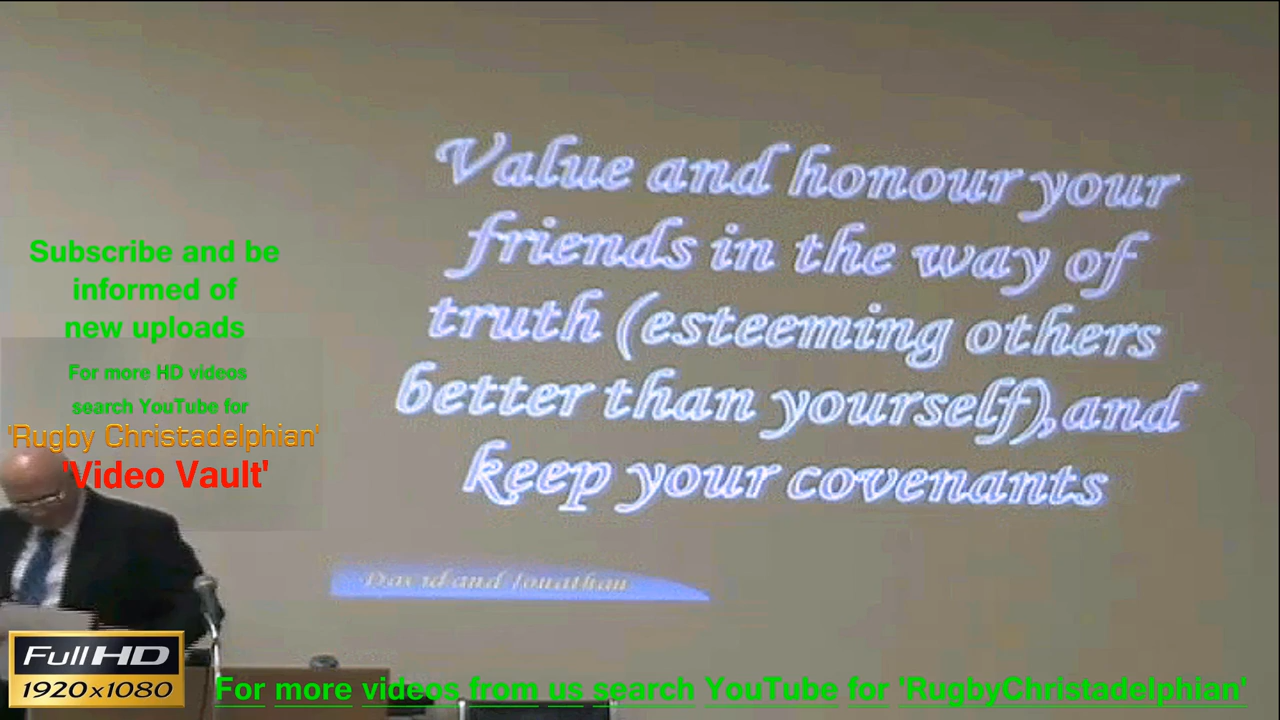 Value and honour your
friends in the way of
truth (esteeming others
better than yourself), and
keep your covenants
David and Jonathan
Subscribe and be
informed of
new uploads
For more HD videos
search YouTube for
'Rugby Christadelphian'
'Video Vault'
Full HD
1920x1080
For more videos from us search YouTube for 'RugbyChristadelphian'